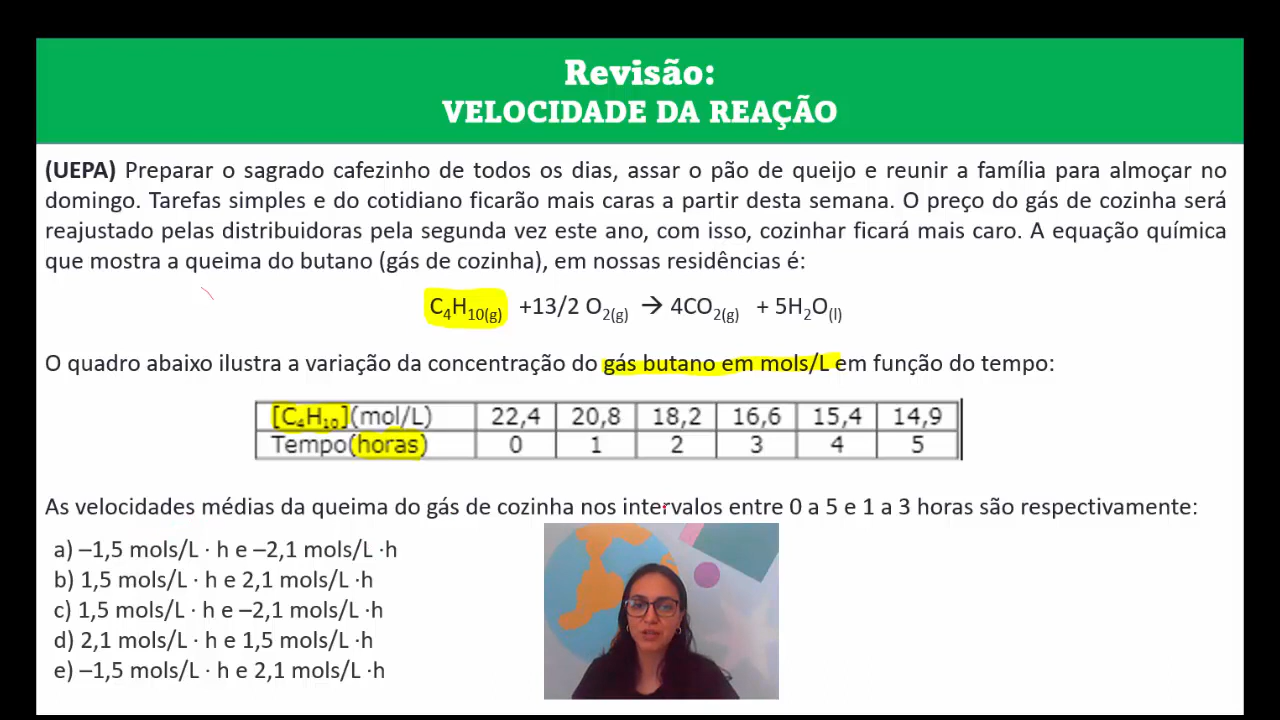 Revisão:
VELOCIDADE DA REAÇÃO
(UEPA) Preparar o sagrado cafezinho de todos os dias, assar o pão de queijo e reunir a família para almoçar no
domingo. Tarefas simples e do cotidiano ficarão mais caras a partir desta semana. O preço do gás de cozinha será
reajustado pelas distribuidoras pela segunda vez este ano, com isso, cozinhar ficará mais caro. A equação química
que mostra a queima do butano (gás de cozinha), em nossas residências é:
C₄H₁₀(g) +13/2 O₂(g) → 4CO₂(g) + 5H₂O(l)
O quadro abaixo ilustra a variação da concentração do gás butano em mols/L em função do tempo:
[C₄H₁₀](mol/L) 22,4 20,8 18,2 16,6 15,4 14,9
Tempo(horas) 0 1 2 3 4 5
As velocidades médias da queima do gás de cozinha nos intervalos entre 0 a 5 e 1 a 3 horas são respectivamente:
a) –1,5 mols/L · h e –2,1 mols/L ·h
b) 1,5 mols/L · h e 2,1 mols/L ·h
c) 1,5 mols/L · h e –2,1 mols/L ·h
d) 2,1 mols/L · h e 1,5 mols/L ·h
e) –1,5 mols/L · h e 2,1 mols/L ·h